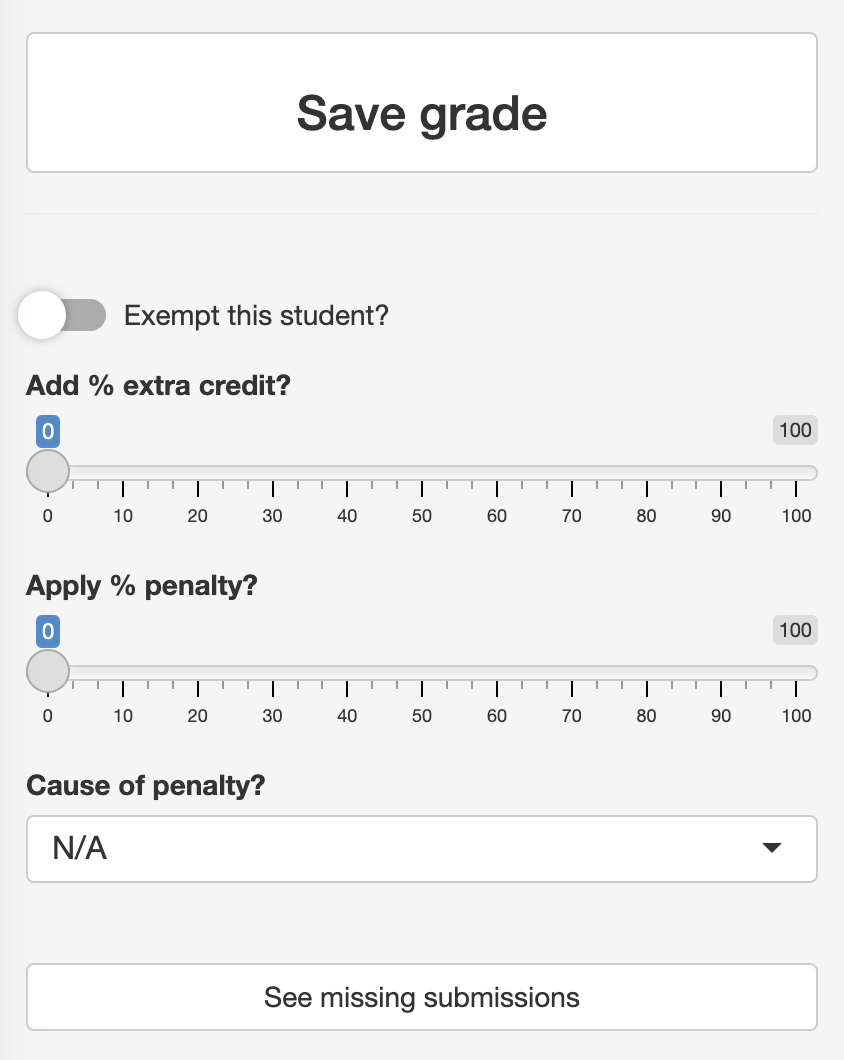 Save grade
Exempt this student?
Add % extra credit?
0 100
0 10 20 30 40 50 60 70 80 90 100
Apply % penalty?
0 100
0 10 20 30 40 50 60 70 80 90 100
Cause of penalty?
N/A
See missing submissions